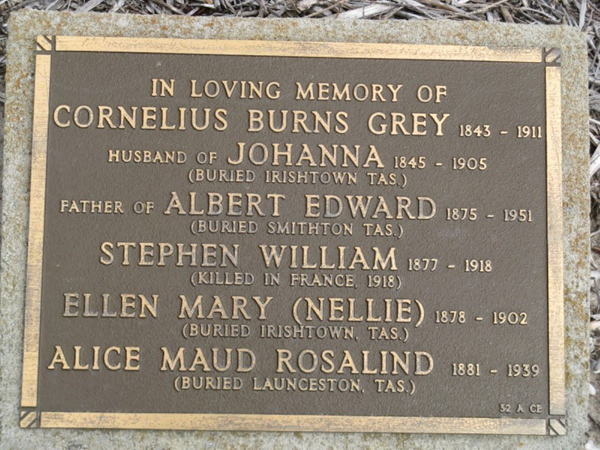 IN LOVING MEMORY OF
CORNELIUS BURNS GREY 1843 - 1911
HUSBAND OF JOHANNA 1845 - 1905
(BURIED IRISHTOWN TAS.)
FATHER OF ALBERT EDWARD 1875 - 1951
(BURIED SMITHTON TAS.)
STEPHEN WILLIAM 1877 - 1918
(KILLED IN FRANCE, 1918)
ELLEN MARY (NELLIE) 1878 - 1902
(BURIED IRISHTOWN, TAS.)
ALICE MAUD ROSALIND 1881 - 1939
(BURIED LAUNCESTON, TAS.)
52 A CE